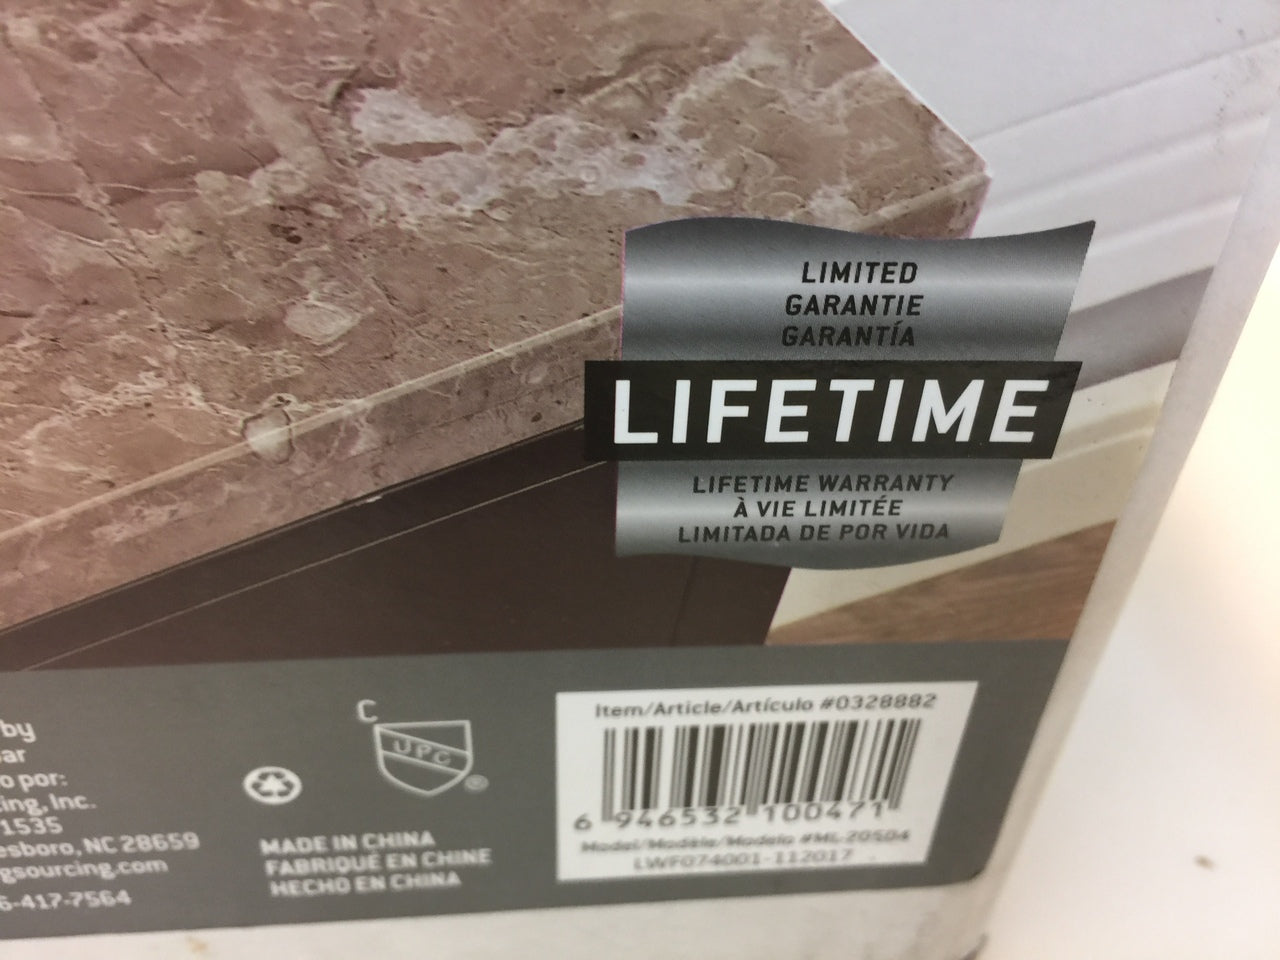 LIMITED
GARANTIE
GARANTÍA
LIFETIME
LIFETIME WARRANTY
À VIE LIMITÉE
LIMITADA DE POR VIDA
by
ar
o por:
ing, Inc.
1535
esboro, NC 28659
gsourcing.com
6-417-7564
C
UPC
®
MADE IN CHINA
FABRIQUÉ EN CHINE
HECHO EN CHINA
Item/Article/Artículo #0328882
6 946532 100471
Model/Modèle/Modelo #ML-20504
LWF074001-112017